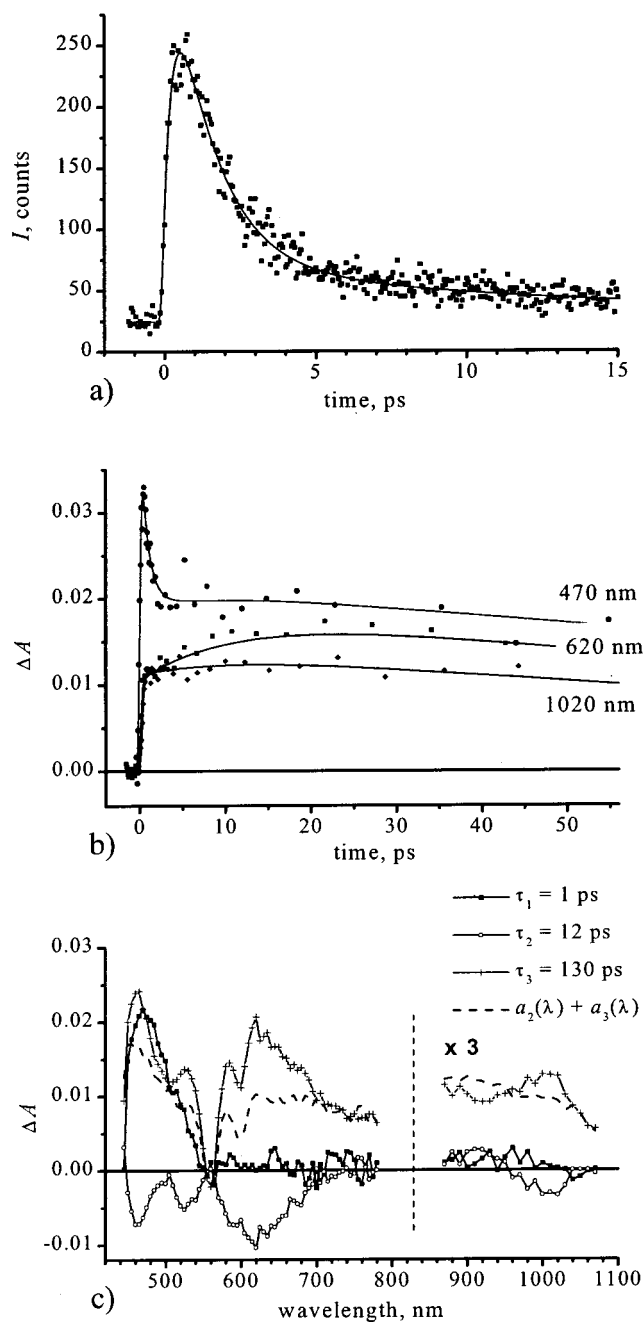 250
200
150
100
50
0
I, counts
0
5
10
15
time, ps
a)
0.03
0.02
0.01
0.00
ΔA
470 nm
620 nm
1020 nm
0
10
20
30
40
50
time, ps
b)
τ1 = 1 ps
τ2 = 12 ps
τ3 = 130 ps
a2(λ) + a3(λ)
x 3
0.03
0.02
0.01
0.00
-0.01
ΔA
500
600
700
800
900
1000
1100
wavelength, nm
c)